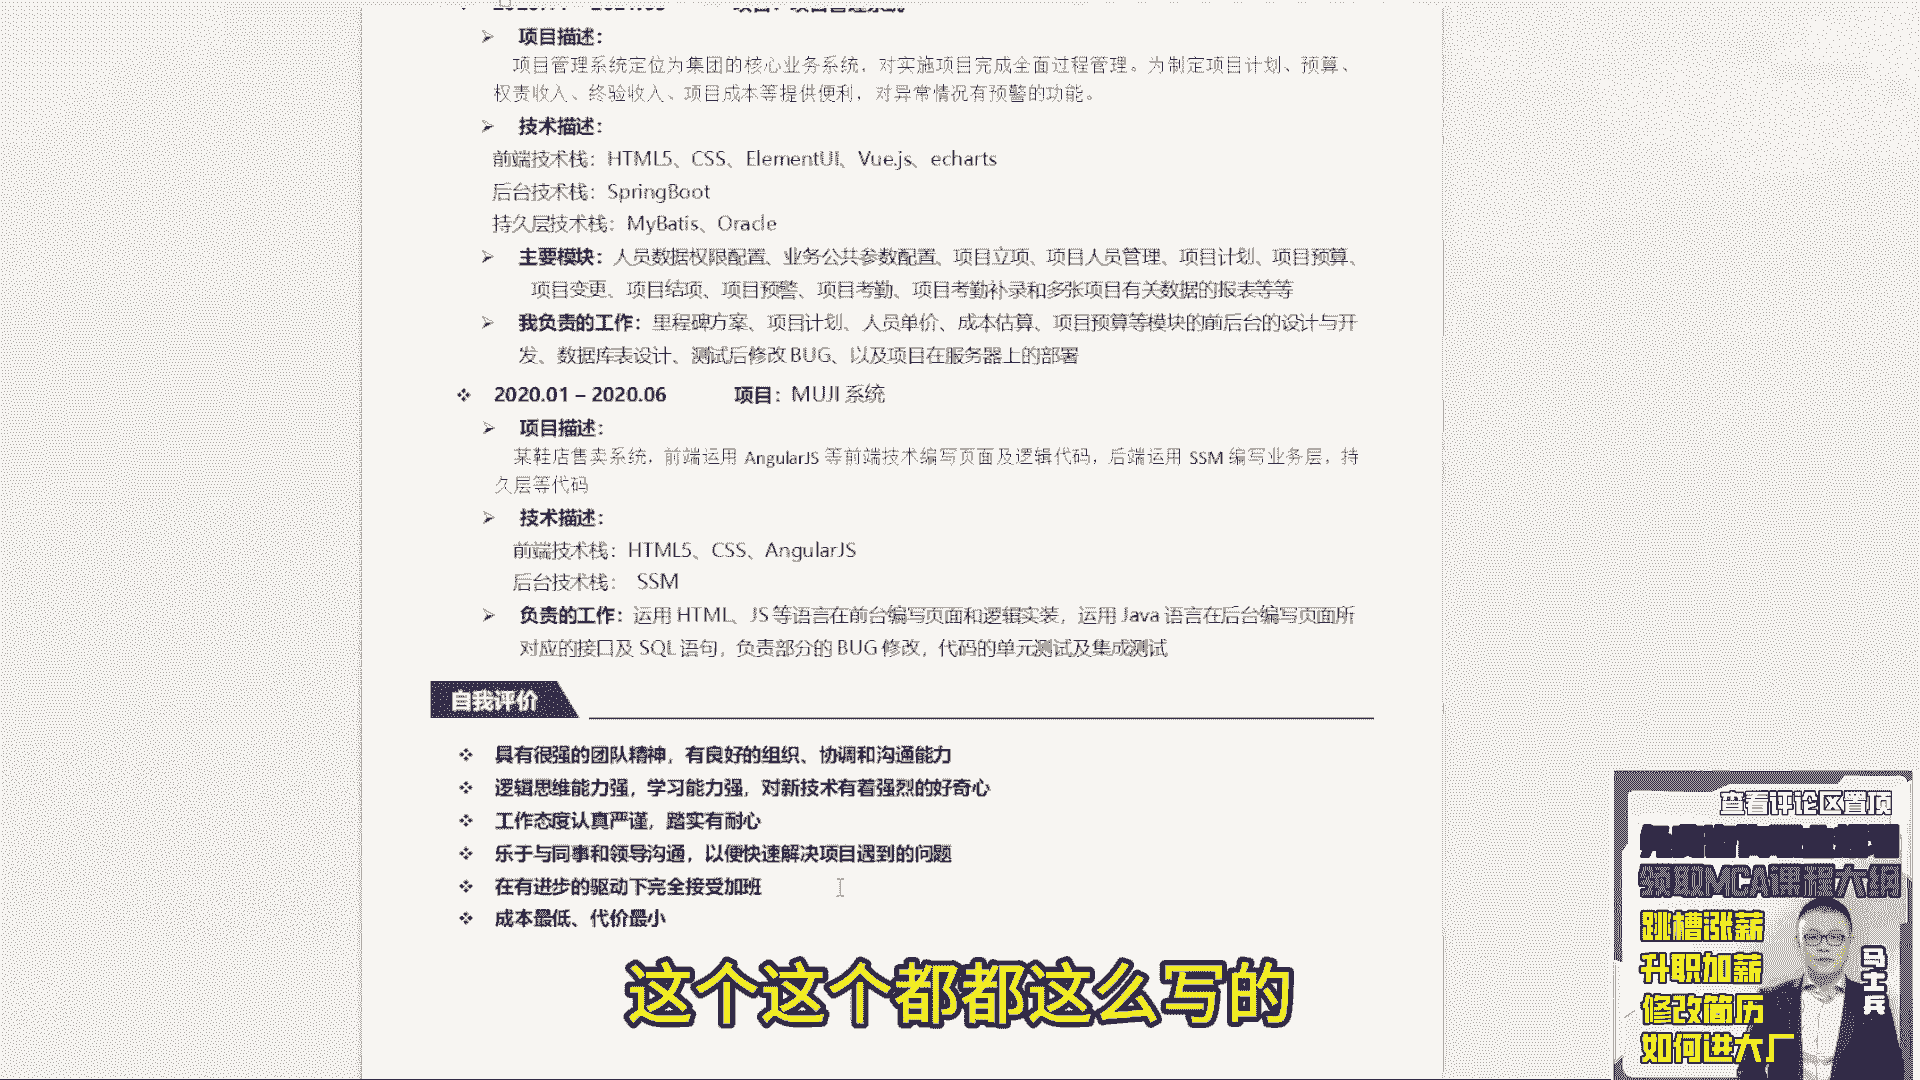 项目描述：
项目管理系统定位为集团的核心业务系统，对实施项目完成全面过程管理。为制定项目计划、预算、
权责收入、终验收入、项目成本等提供便利，对异常情况有预警的功能。
技术描述：
前端技术栈：HTML5、CSS、ElementUI、Vue.js、echarts
后台技术栈：SpringBoot
持久层技术栈：MyBatis、Oracle
主要模块：人员数据权限配置、业务公共参数配置、项目立项、项目人员管理、项目计划、项目预算、
项目变更、项目结项、项目预警、项目考勤、项目考勤补录和多张项目有关数据的报表等等
我负责的工作：里程碑方案、项目计划、人员单价、成本估算、项目预算等模块的前后台的设计与开
发、数据库表设计、测试后修改 BUG、以及项目在服务器上的部署
2020.01 – 2020.06 项目：MUJI 系统
项目描述：
某鞋店售卖系统，前端运用 AngularJS 等前端技术编写页面及逻辑代码，后端运用 SSM 编写业务层，持
久层等代码
技术描述：
前端技术栈：HTML5、CSS、AngularJS
后台技术栈： SSM
负责的工作：运用 HTML、JS 等语言在前台编写页面和逻辑实装，运用 Java 语言在后台编写页面所
对应的接口及 SQL 语句，负责部分的 BUG 修改，代码的单元测试及集成测试
自我评价
具有很强的团队精神，有良好的组织、协调和沟通能力
逻辑思维能力强，学习能力强，对新技术有着强烈的好奇心
工作态度认真严谨，踏实有耐心
乐于与同事和领导沟通，以便快速解决项目遇到的问题
在有进步的驱动下完全接受加班
成本最低、代价最小
这个这个都都这么写的
查看评论区置顶
领取MCA课程大纲
跳槽涨薪
升职加薪
修改简历
如何进大厂
马士兵